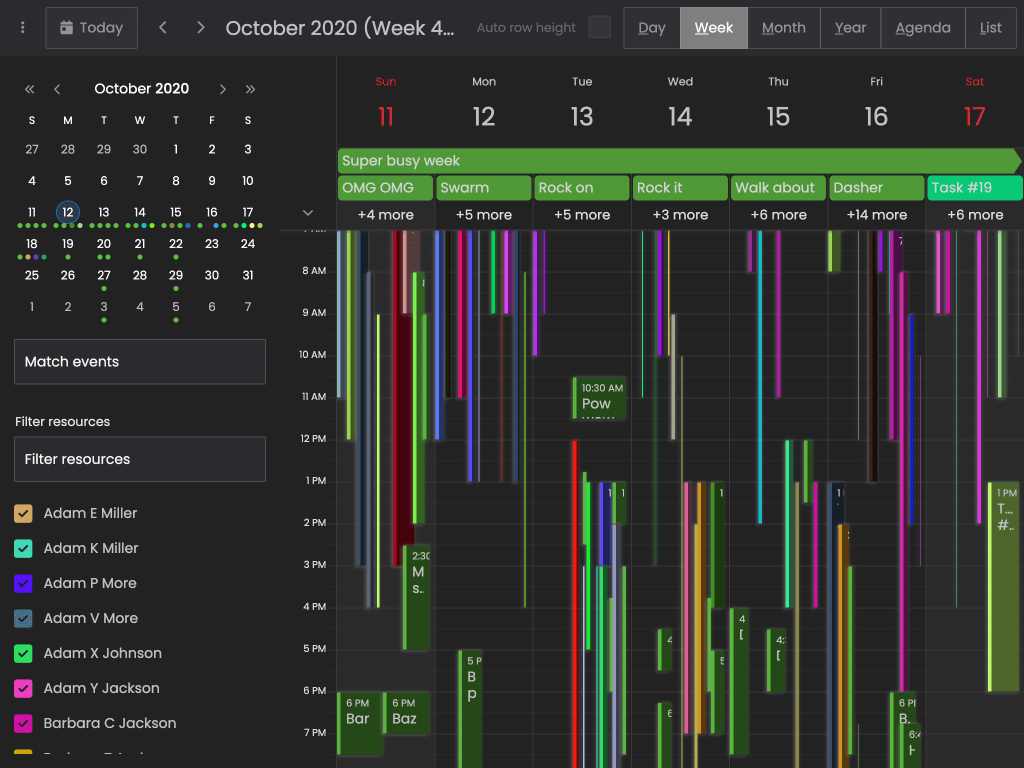 Today
October 2020 (Week 4...
Auto row height
Day
Week
Month
Year
Agenda
List
October 2020
S M T W T F S
27 28 29 30 1 2 3
4 5 6 7 8 9 10
11 12 13 14 15 16 17
18 19 20 21 22 23 24
25 26 27 28 29 30 31
1 2 3 4 5 6 7
Match events
Filter resources
Filter resources
Adam E Miller
Adam K Miller
Adam P More
Adam V More
Adam X Johnson
Adam Y Jackson
Barbara C Jackson
Sun Mon Tue Wed Thu Fri Sat
11 12 13 14 15 16 17
Super busy week
OMG OMG Swarm Rock on Rock it Walk about Dasher Task #19
+4 more +5 more +5 more +3 more +6 more +14 more +6 more
8 AM
9 AM
10 AM
11 AM
12 PM
1 PM
2 PM
3 PM
4 PM
5 PM
6 PM
7 PM
10:30 AM
Pow
2:30
M
s..
6 PM
Bar
6 PM
Baz
5 P
B
p
1 PM
T...
#..
6 P
B.
6:4